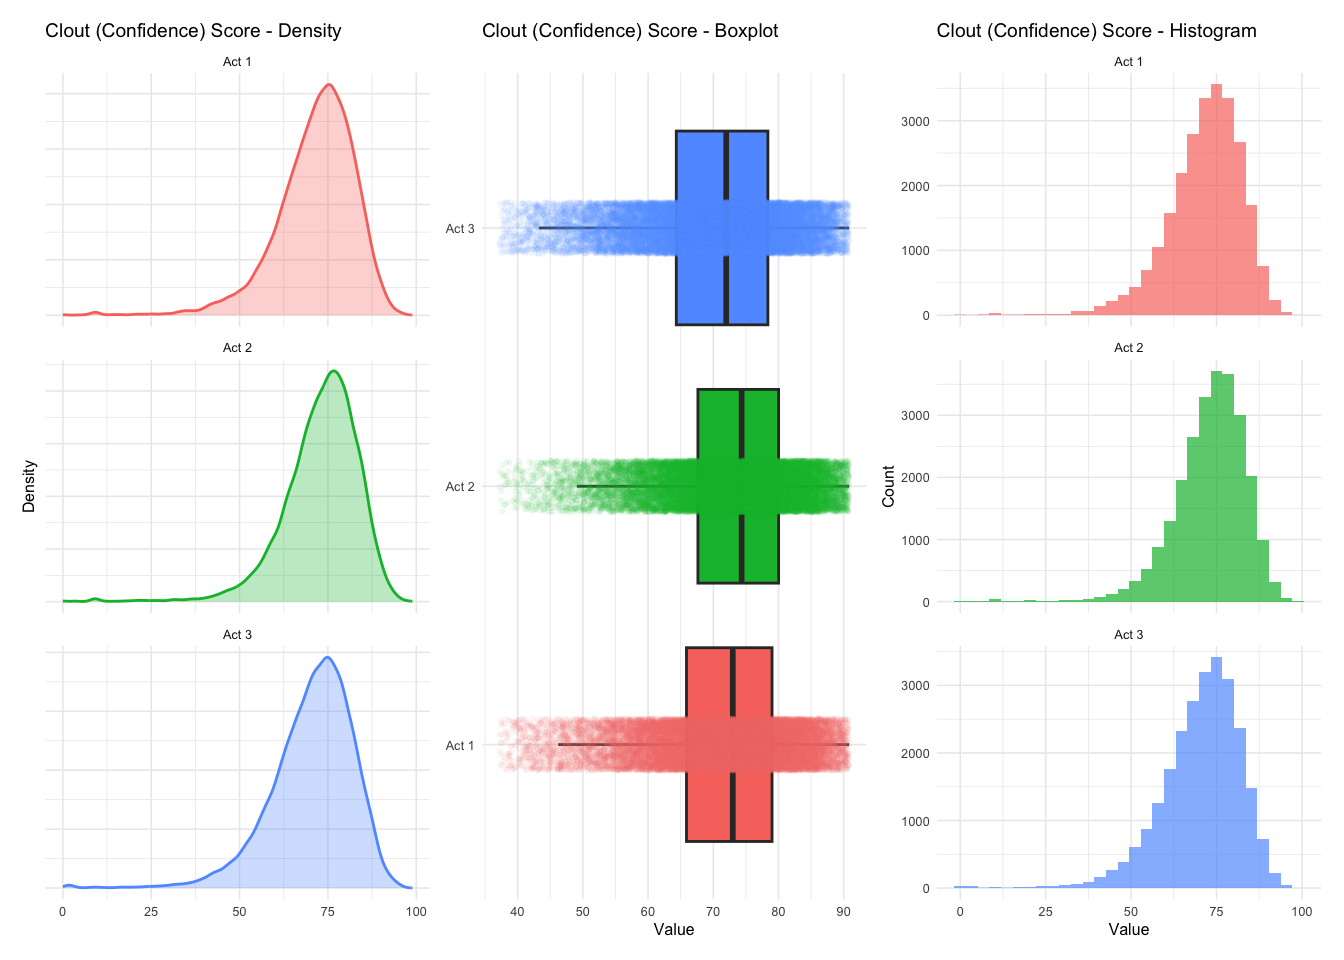 Clout (Confidence) Score - Density
Act 1
Act 2
Act 3
Density
0 25 50 75 100
Clout (Confidence) Score - Boxplot
Act 3
Act 2
Act 1
40 50 60 70 80 90
Value
Clout (Confidence) Score - Histogram
Act 1
3000
2000
1000
0
Act 2
3000
2000
1000
0
Act 3
3000
2000
1000
0
Count
0 25 50 75 100
Value